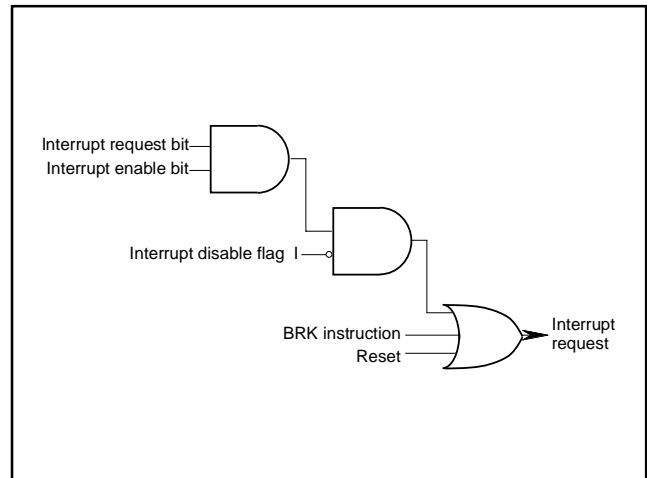 Interrupt request bit
Interrupt enable bit
Interrupt disable flag I
BRK instruction
Reset
Interrupt
request